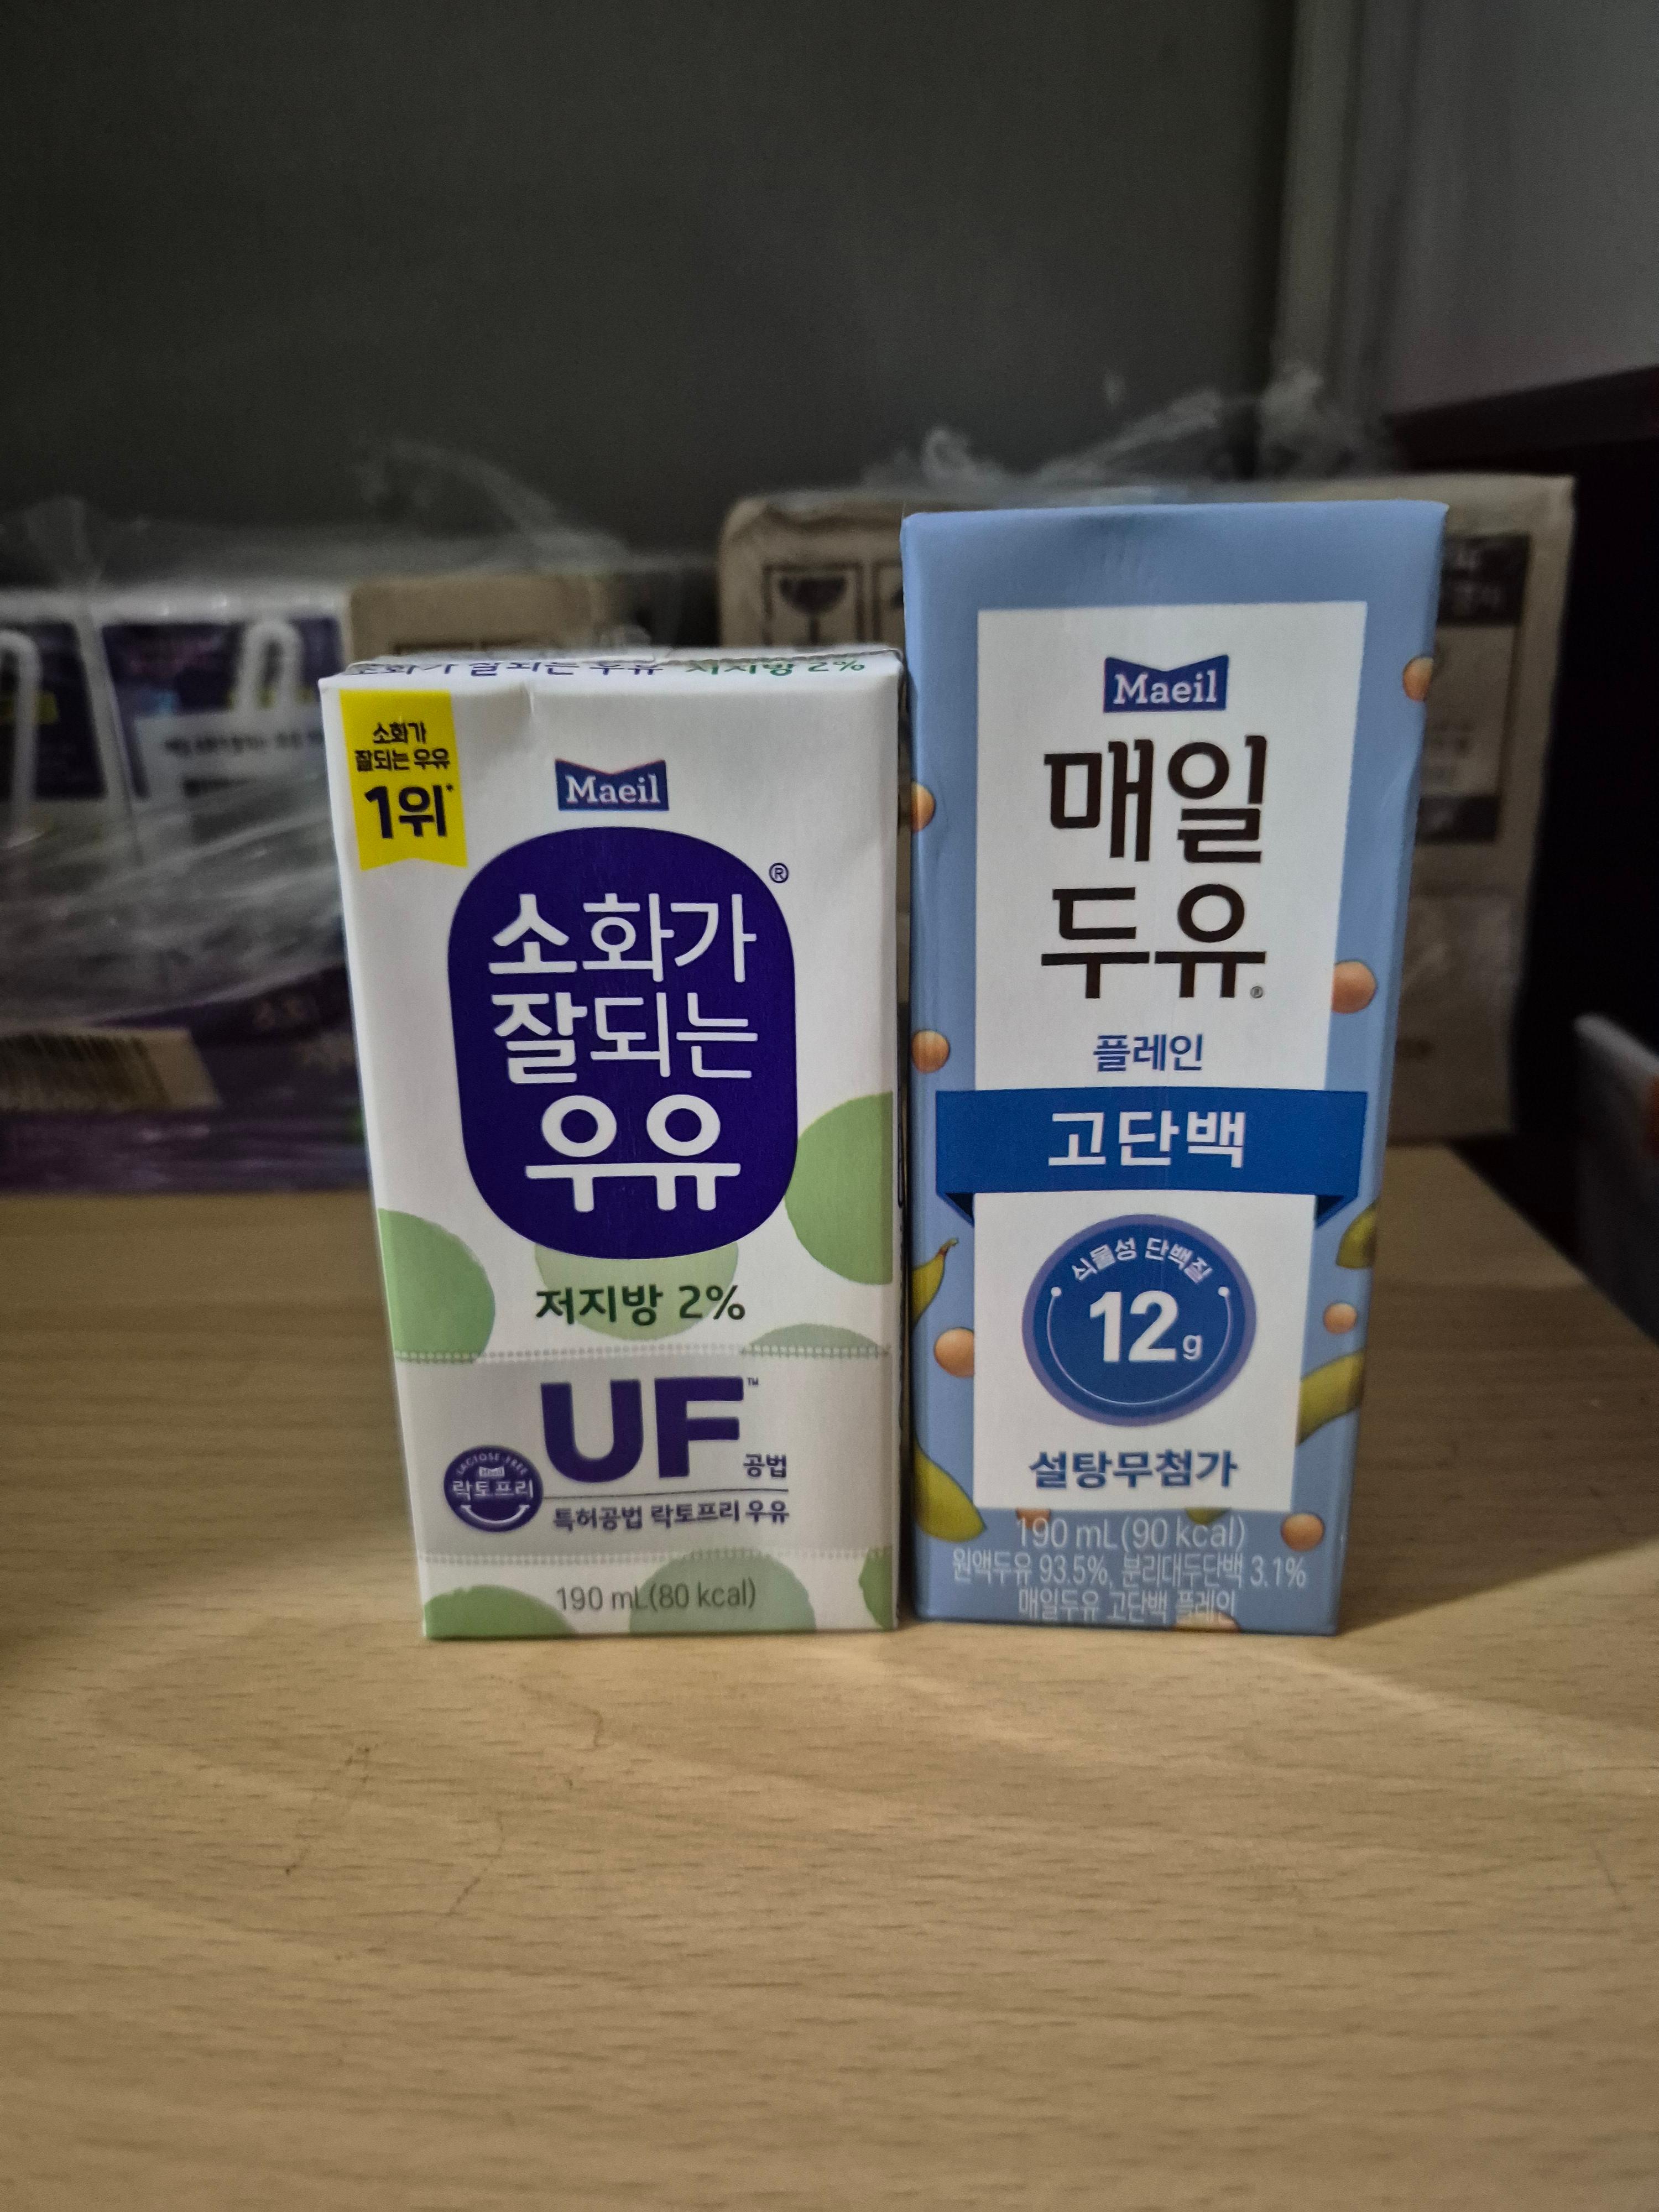 소화가 잘되는 우유 저지방 2%
소화가
잘되는 우유
1위*
Maeil
소화가
잘되는
우유
®
저지방 2%
UF™
공법
LACTOSE FREE
Maeil
락토프리
특허공법 락토프리 우유
190 mL(80 kcal)
Maeil
매일
두유®
플레인
고단백
식물성 단백질
12g
설탕무첨가
190 mL(90 kcal)
원액두유 93.5%, 분리대두단백 3.1%
매일두유 고단백 플레인